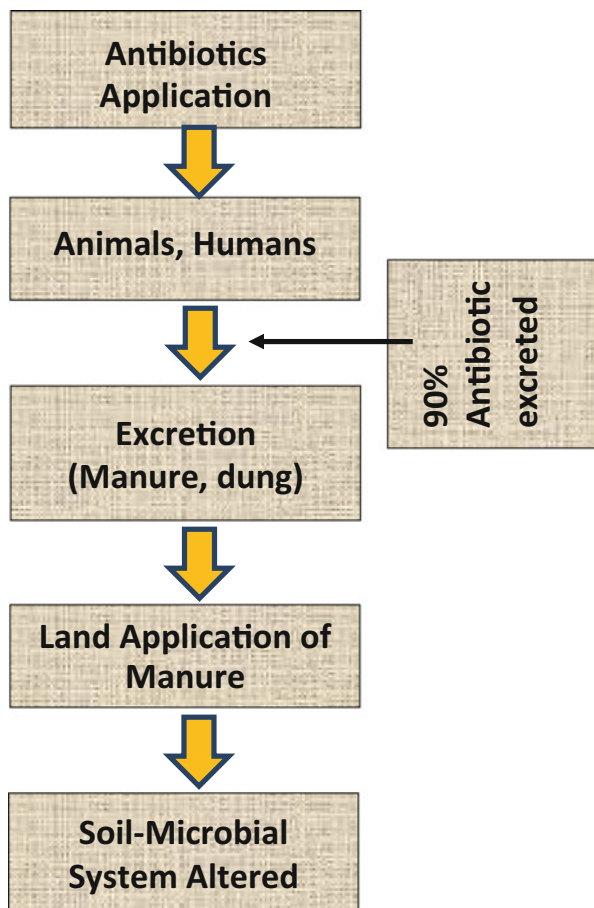 Antibiotics
Application
Animals, Humans
90%
Antibiotic
excreted
Excretion
(Manure, dung)
Land Application of
Manure
Soil-Microbial
System Altered